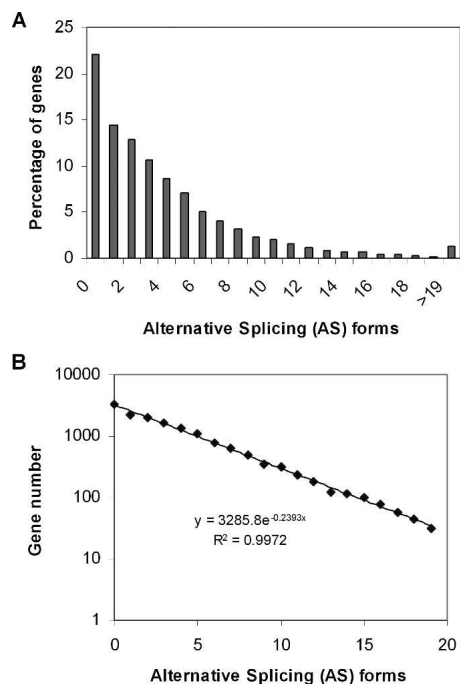 A
Percentage of genes
25
20
15
10
5
0
0 2 4 6 8 10 12 14 16 18 >19
Alternative Splicing (AS) forms
B
Gene number
10000
1000
100
10
1
y = 3285.8e^-0.2393x
R² = 0.9972
0 5 10 15 20
Alternative Splicing (AS) forms